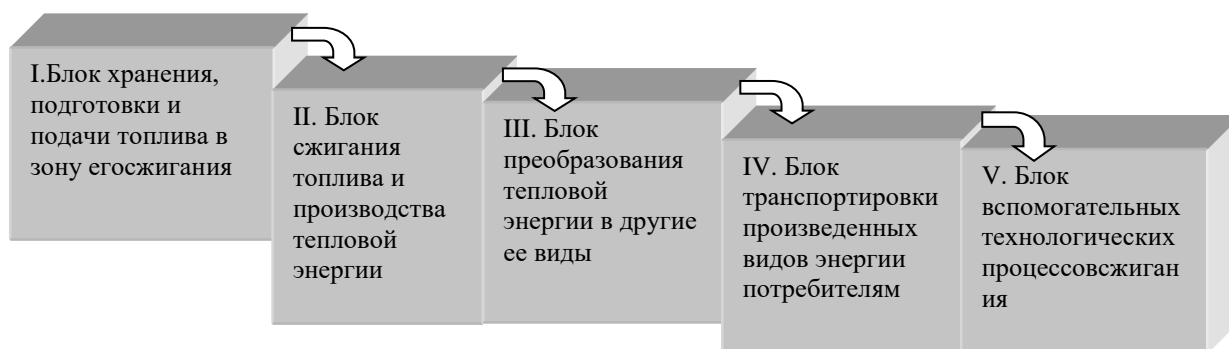 I.Блок хранения,
подготовки и
подачи топлива в
зону егосжигания
II. Блок
сжигания
топлива и
производства
тепловой
энергии
III. Блок
преобразования
тепловой
энергии в другие
ее виды
IV. Блок
транспортировки
произведенных
видов энергии
потребителям
V. Блок
вспомогательных
технологических
процессовсжиган
ия